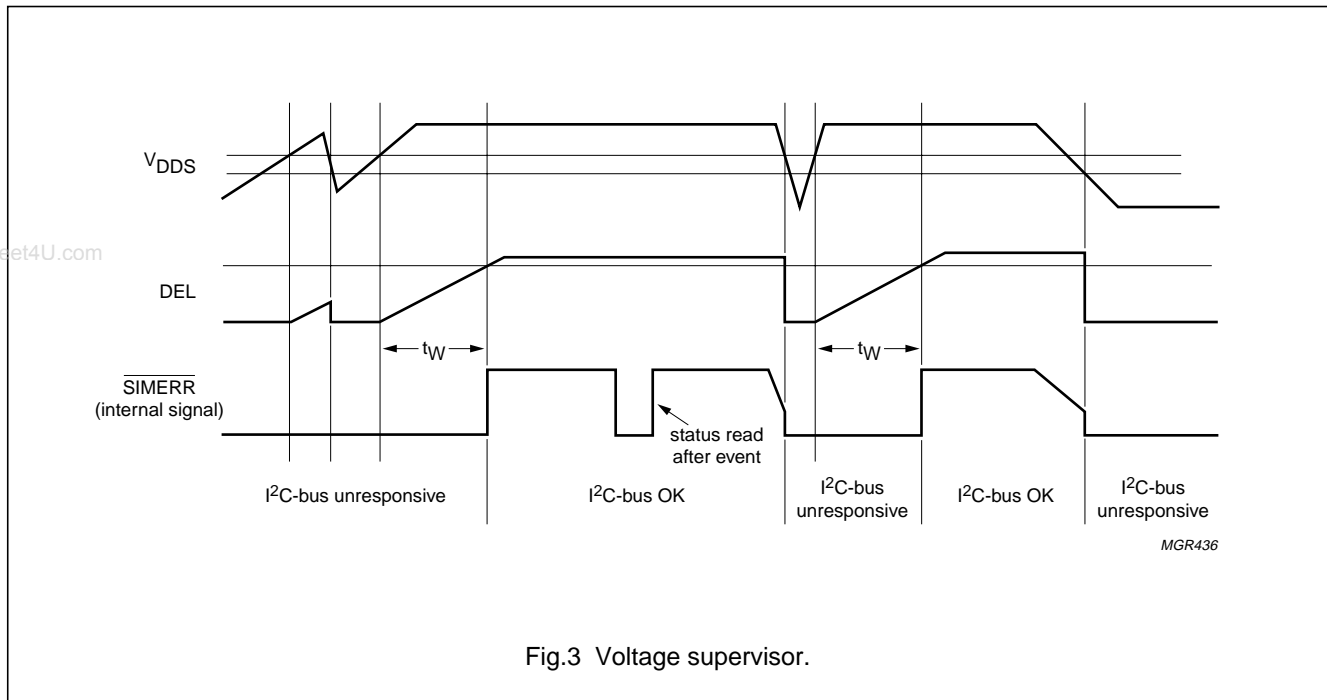 VDDS
eet4U.com
DEL
tW
tW
SIMERR
(internal signal)
status read
after event
I2C-bus unresponsive
I2C-bus OK
I2C-bus
unresponsive
I2C-bus OK
I2C-bus
unresponsive
MGR436
Fig.3 Voltage supervisor.